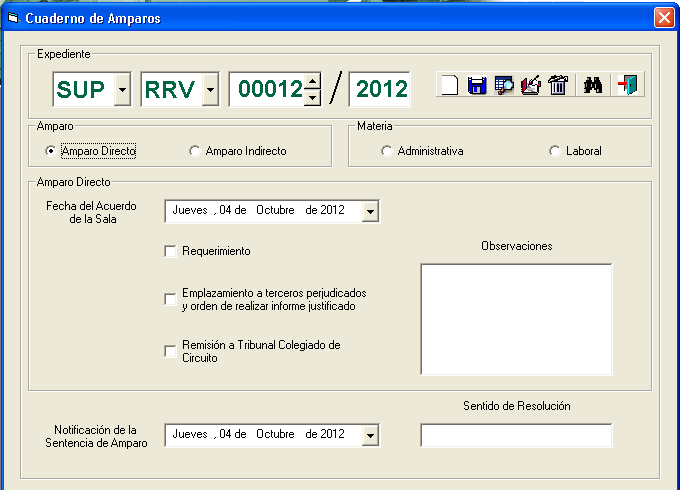 Cuaderno de Amparos
Expediente
SUP RRV 00012 / 2012
Amparo
Materia
Amparo Directo
Amparo Indirecto
Administrativa
Laboral
Amparo Directo
Fecha del Acuerdo
de la Sala
Jueves , 04 de Octubre de 2012
Requerimiento
Observaciones
Emplazamiento a terceros perjudicados
y orden de realizar informe justificado
Remisión a Tribunal Colegiado de
Circuito
Sentido de Resolución
Notificación de la
Sentencia de Amparo
Jueves , 04 de Octubre de 2012